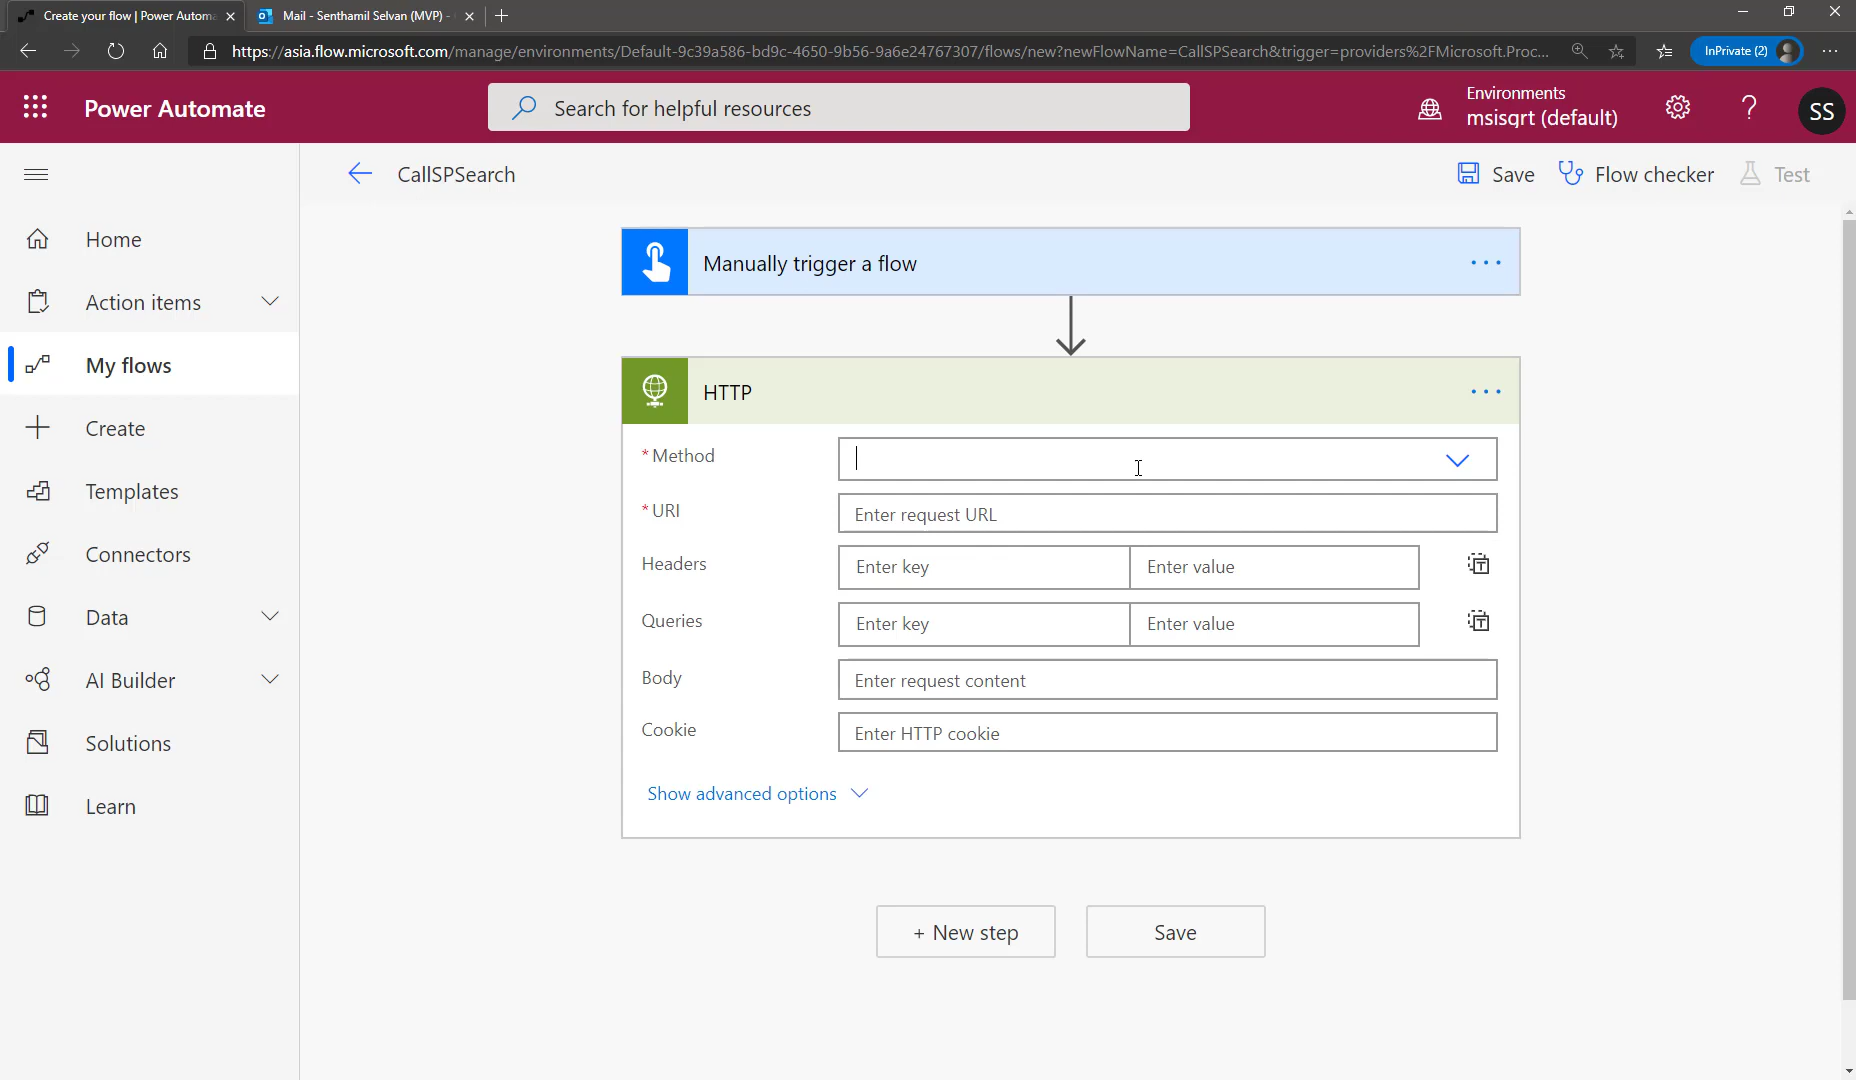 Create your flow | Power Automa
Mail - Senthamil Selvan (MVP) -
https://asia.flow.microsoft.com/manage/environments/Default-9c39a586-bd9c-4650-9b56-9a6e24767307/flows/new?newFlowName=CallSPSearch&trigger=providers%2FMicrosoft.Proc...
InPrivate (2)
Power Automate
Search for helpful resources
Environments
msisqrt (default)
?
SS
CallSPSearch
Save
Flow checker
Test
Home
Action items
My flows
Create
Templates
Connectors
Data
AI Builder
Solutions
Learn
Manually trigger a flow
...
HTTP
...
* Method
* URI
Enter request URL
Headers
Enter key
Enter value
Queries
Enter key
Enter value
Body
Enter request content
Cookie
Enter HTTP cookie
Show advanced options
+ New step
Save